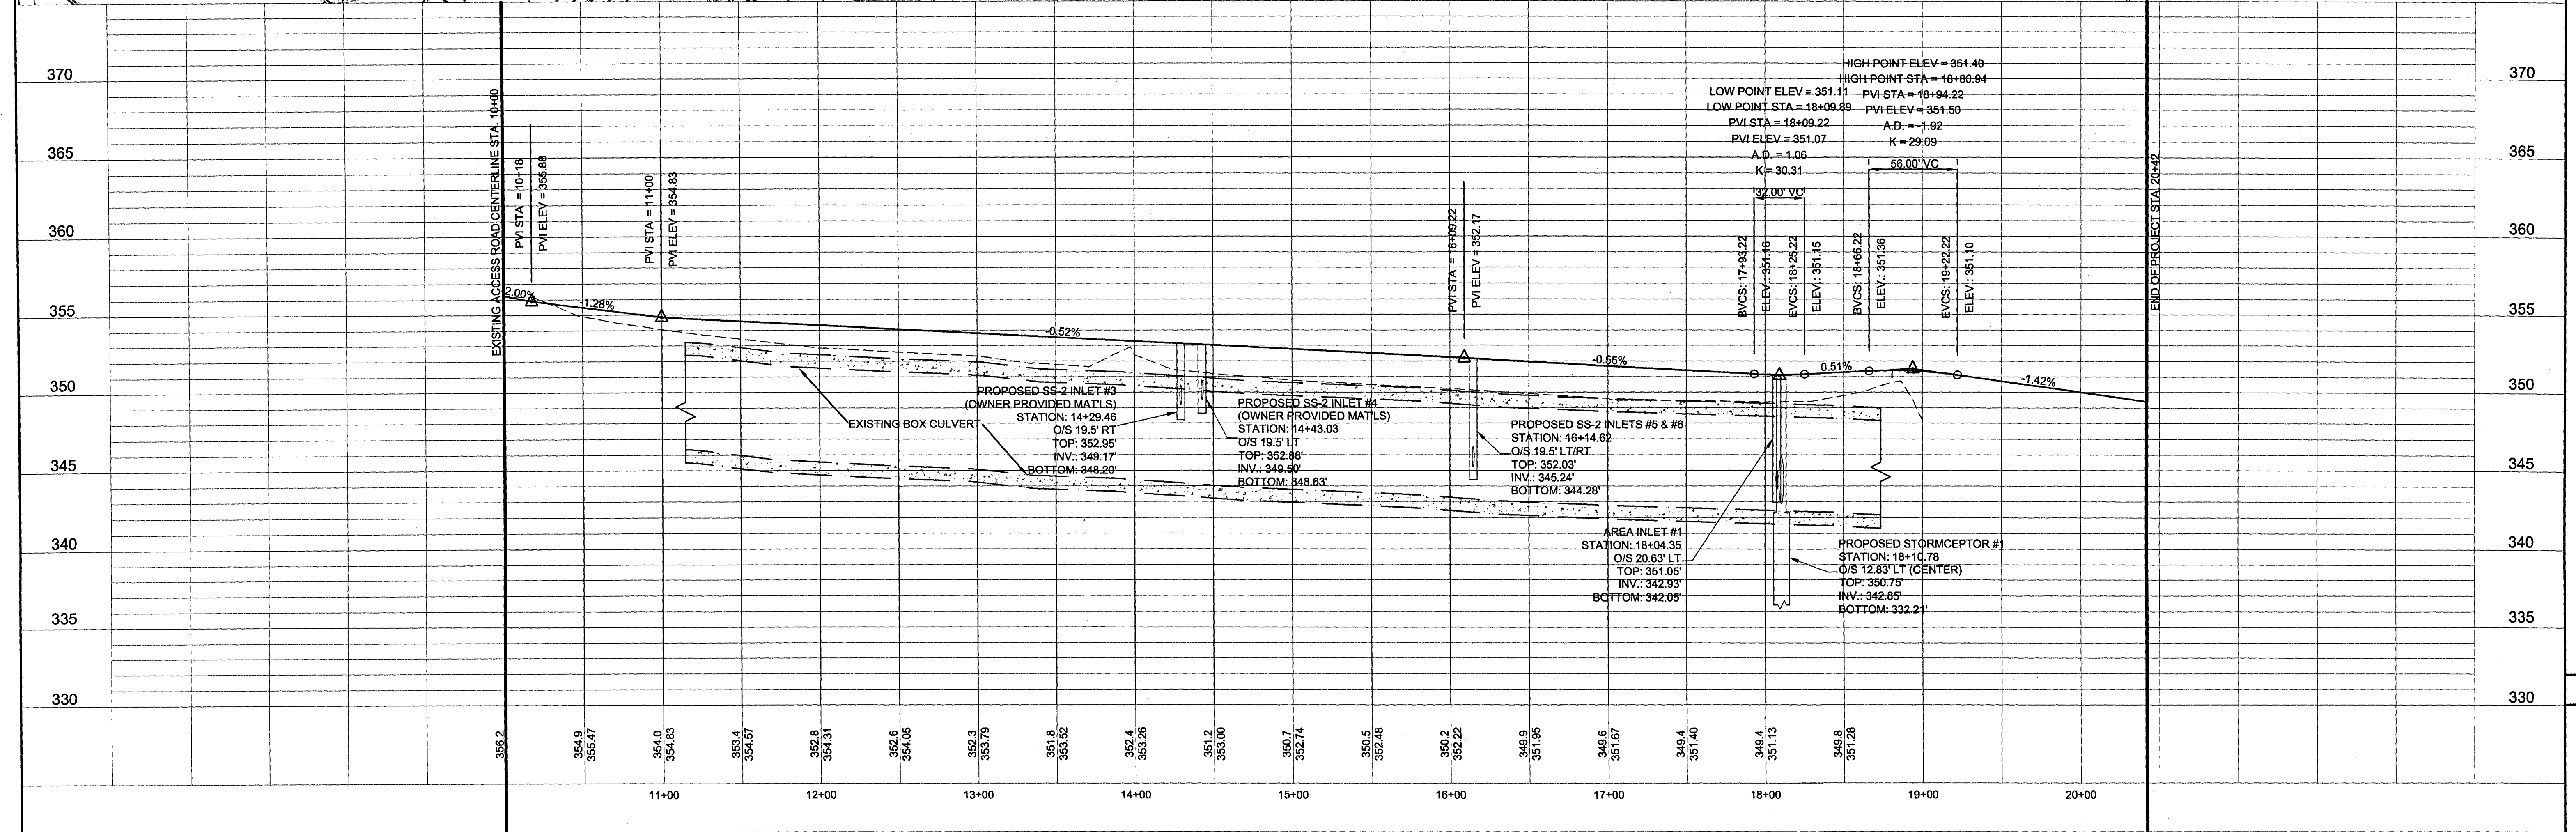 HIGH POINT ELEV = 351.40
HIGH POINT STA = 18+80.94
PVI STA = 18+94.22
PVI ELEV = 351.50
A.D. = -1.92
K = 29.09
56.00' VC
LOW POINT ELEV = 351.11
LOW POINT STA = 18+09.89
PVI STA = 18+09.22
PVI ELEV = 351.07
A.D. = 1.06
K = 30.31
32.00' VC
370
365
360
355
350
345
340
335
330
370
365
360
355
350
345
340
335
330
EXISTING ACCESS ROAD CENTERLINE STA. 10+00
PVI STA = 10+18
PVI ELEV = 355.88
PVI STA = 11+00
PVI ELEV = 354.83
PVI STA = 16+09.22
PVI ELEV = 352.17
BVCS: 17+93.22
ELEV.: 351.16
EVCS: 18+25.22
ELEV.: 351.15
BVCS: 18+66.22
ELEV.: 351.36
EVCS: 19+22.22
ELEV.: 351.10
END OF PROJECT STA. 20+42
2.00%
-1.28%
-0.52%
-0.55%
0.51%
-1.42%
EXISTING BOX CULVERT
PROPOSED SS-2 INLET #3
(OWNER PROVIDED MAT'LS)
STATION: 14+29.46
O/S 19.5' RT
TOP: 352.95'
INV.: 349.17'
BOTTOM: 348.20'
PROPOSED SS-2 INLET #4
(OWNER PROVIDED MAT'LS)
STATION: 14+43.03
O/S 19.5' LT
TOP: 352.88'
INV.: 349.50'
BOTTOM: 348.63'
PROPOSED SS-2 INLETS #5 & #6
STATION: 16+14.62
O/S 19.5' LT/RT
TOP: 352.03'
INV.: 345.24'
BOTTOM: 344.28'
AREA INLET #1
STATION: 18+04.35
O/S 20.63' LT
TOP: 351.05'
INV.: 342.93'
BOTTOM: 342.05'
PROPOSED STORMCEPTOR #1
STATION: 18+10.78
O/S 12.83' LT (CENTER)
TOP: 350.75'
INV.: 342.85'
BOTTOM: 332.21'
356.2
354.9
355.47
354.0
354.83
353.4
354.57
352.8
354.31
352.6
354.05
352.3
353.79
351.8
353.52
352.4
353.26
351.2
353.00
350.7
352.74
350.5
352.48
350.2
352.22
349.9
351.95
349.6
351.67
349.4
351.40
349.4
351.13
349.8
351.28
11+00
12+00
13+00
14+00
15+00
16+00
17+00
18+00
19+00
20+00